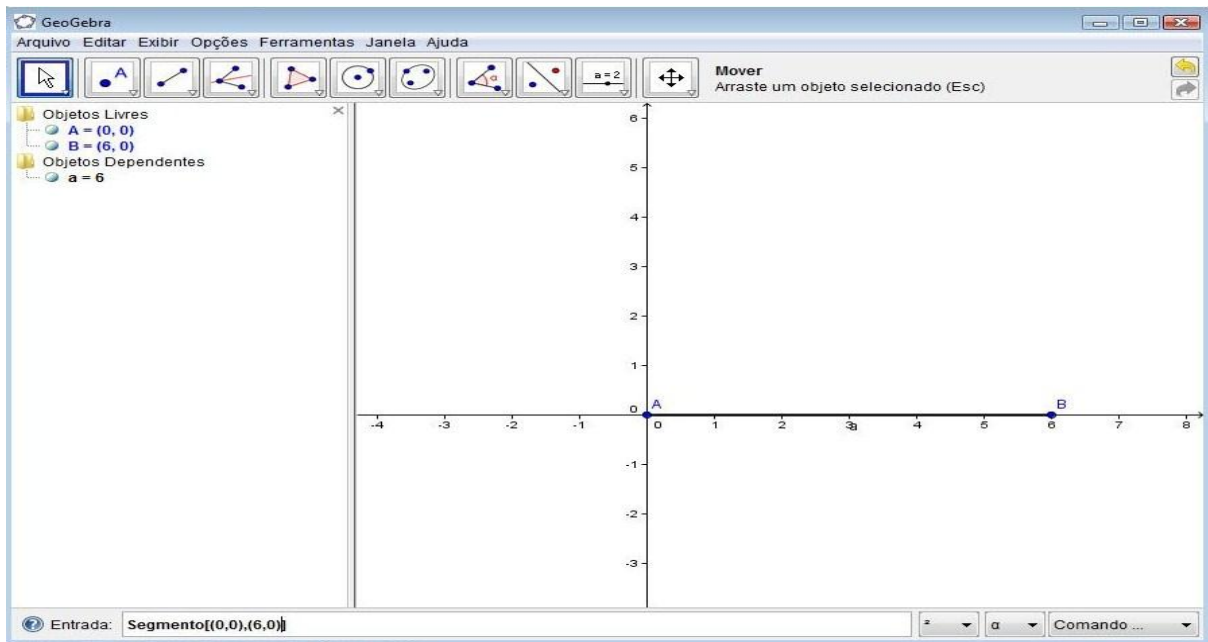 GeoGebra
Arquivo Editar Exibir Opções Ferramentas Janela Ajuda
A
α
a = 2
Mover
Arraste um objeto selecionado (Esc)
Objetos Livres
A = (0, 0)
B = (6, 0)
Objetos Dependentes
a = 6
6
5
4
3
2
1
0
A
B
-4 -3 -2 -1 0 1 2 3 a 4 5 6 7 8
-1
-2
-3
Entrada: Segmento[(0,0),(6,0)] ² α Comando ...